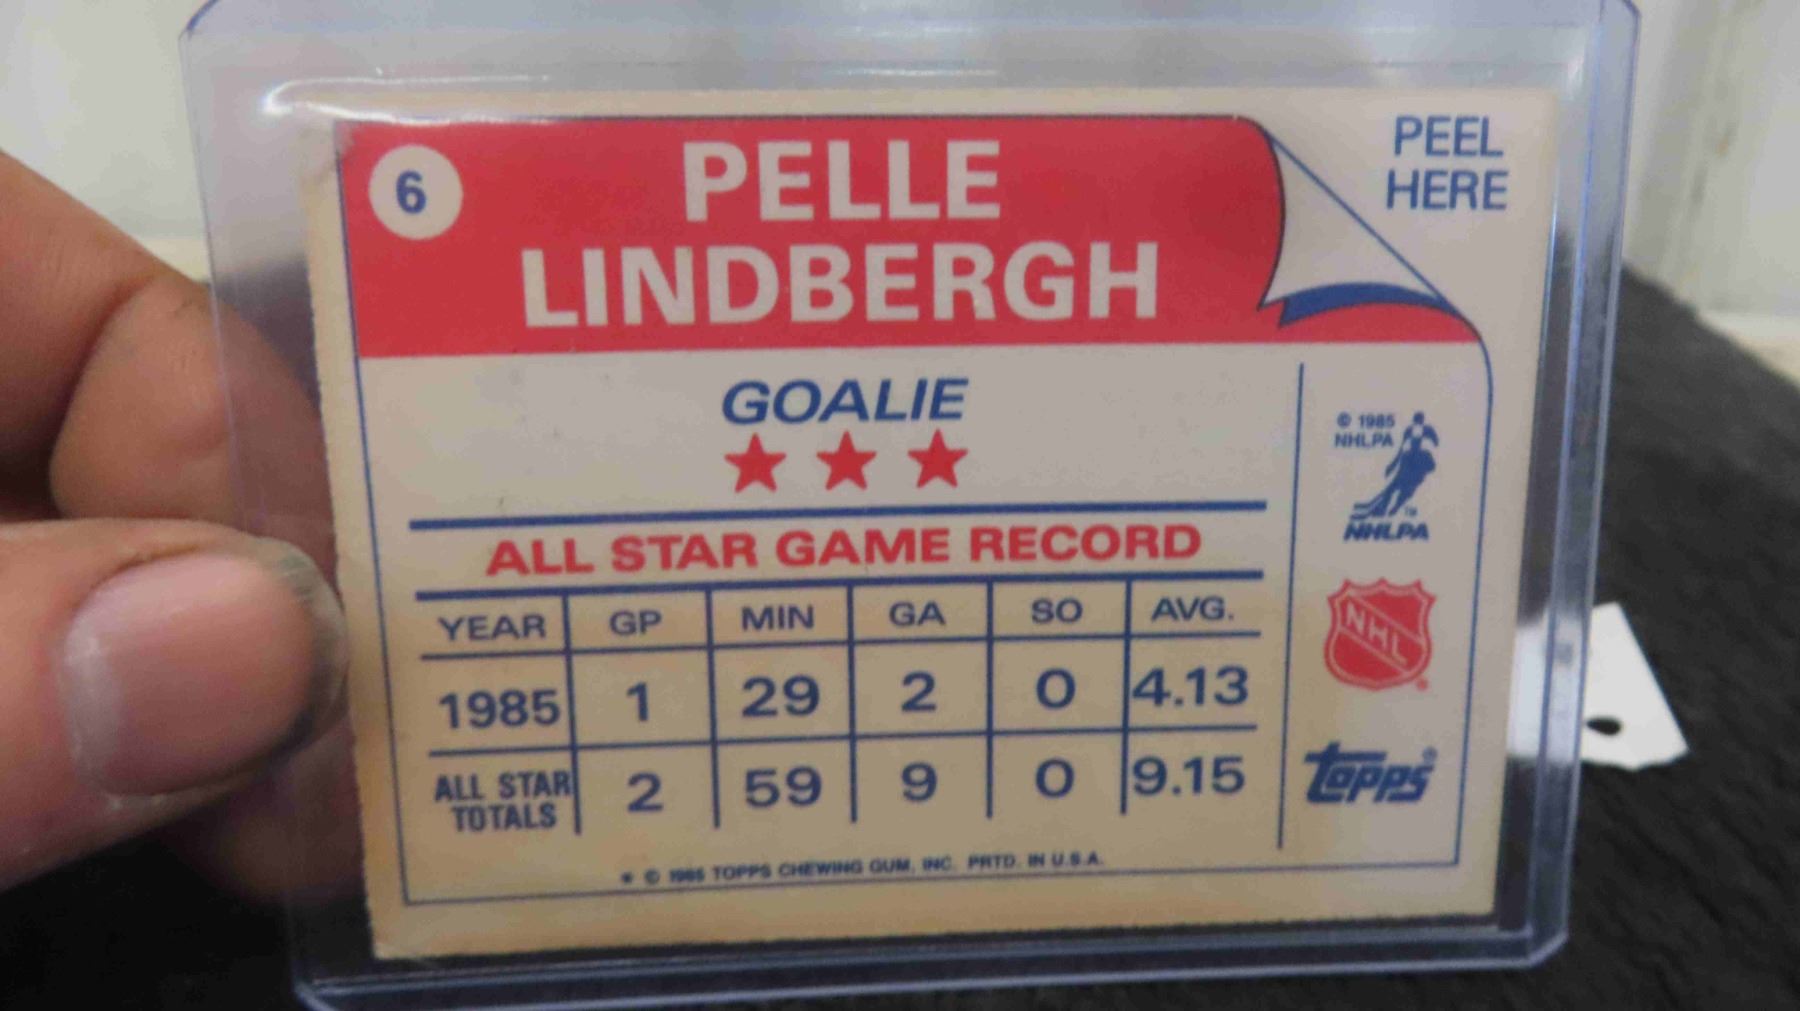 6
PELLE
LINDBERGH
PEEL
HERE
GOALIE
ALL STAR GAME RECORD
YEAR GP MIN GA SO AVG.
1985 1 29 2 0 4.13
ALL STAR TOTALS 2 59 9 0 9.15
© 1985
NHLPA
TM
NHLPA
NHL
topps®
* © 1985 TOPPS CHEWING GUM, INC. PRTD. IN U.S.A.